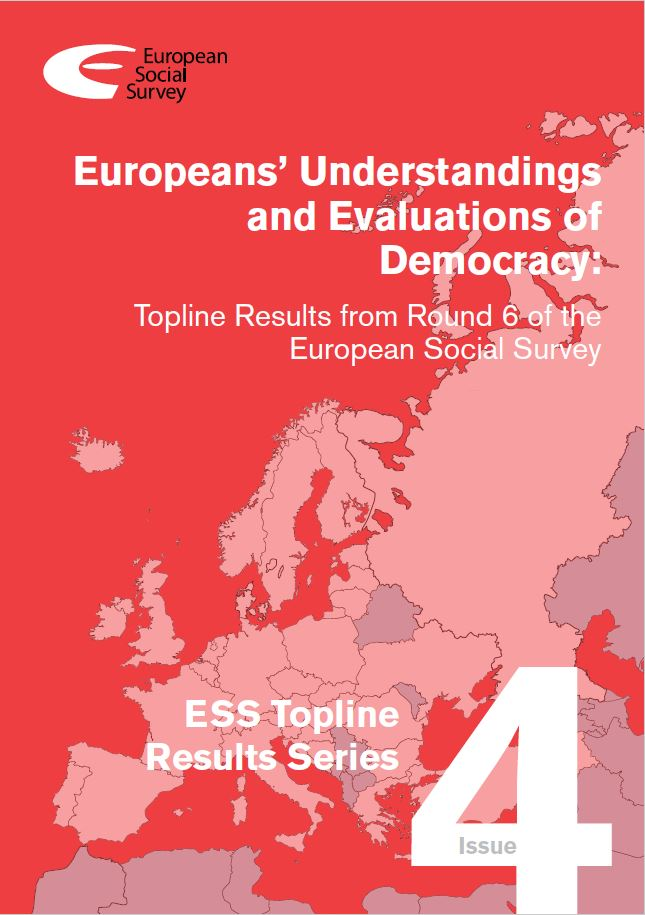 European
Social
Survey
Europeans’ Understandings
and Evaluations of
Democracy:
Topline Results from Round 6 of the
European Social Survey
ESS Topline
Results Series
4
Issue